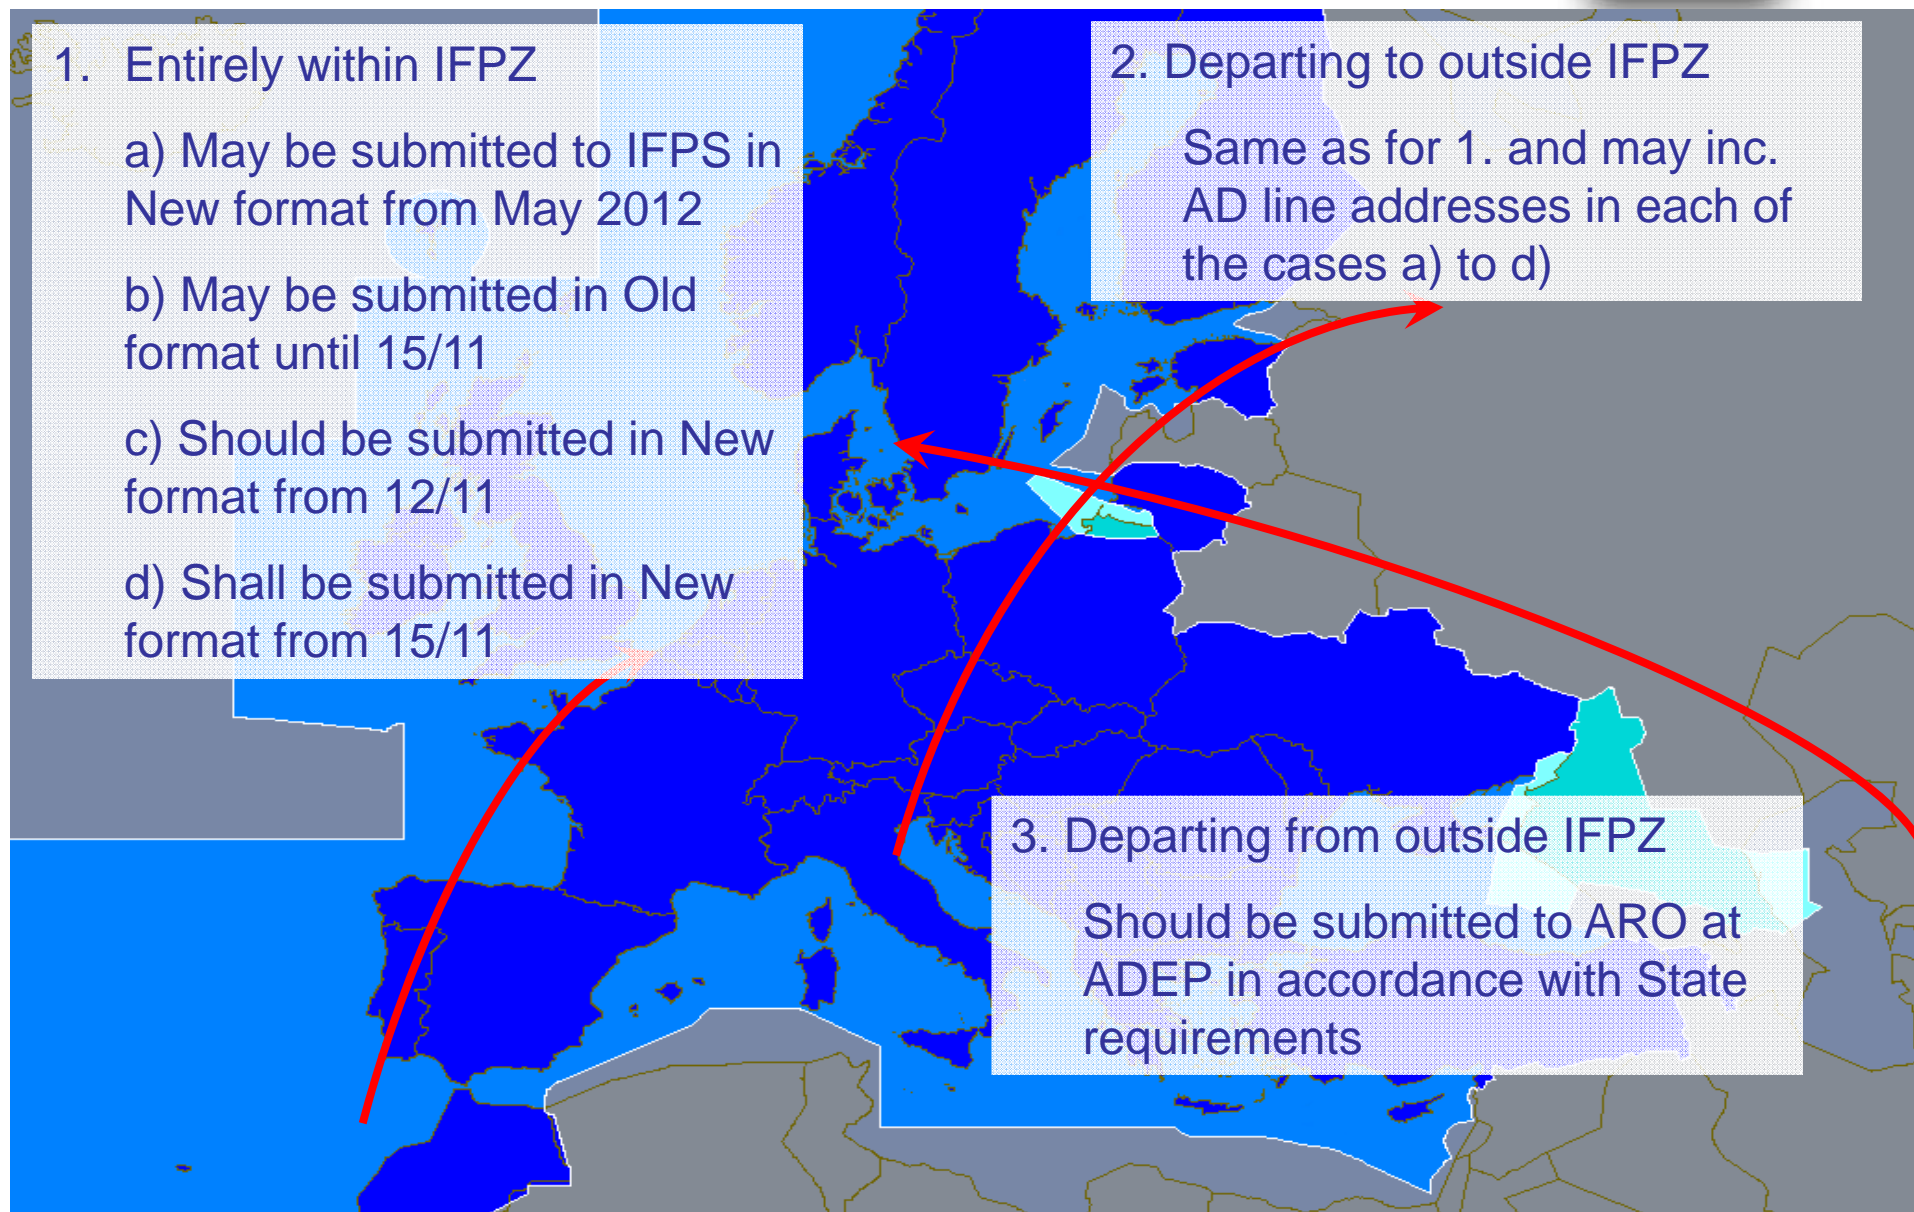 1. Entirely within IFPZ
a) May be submitted to IFPS in
New format from May 2012
b) May be submitted in Old
format until 15/11
c) Should be submitted in New
format from 12/11
d) Shall be submitted in New
format from 15/11
2. Departing to outside IFPZ
Same as for 1. and may inc.
AD line addresses in each of
the cases a) to d)
3. Departing from outside IFPZ
Should be submitted to ARO at
ADEP in accordance with State
requirements